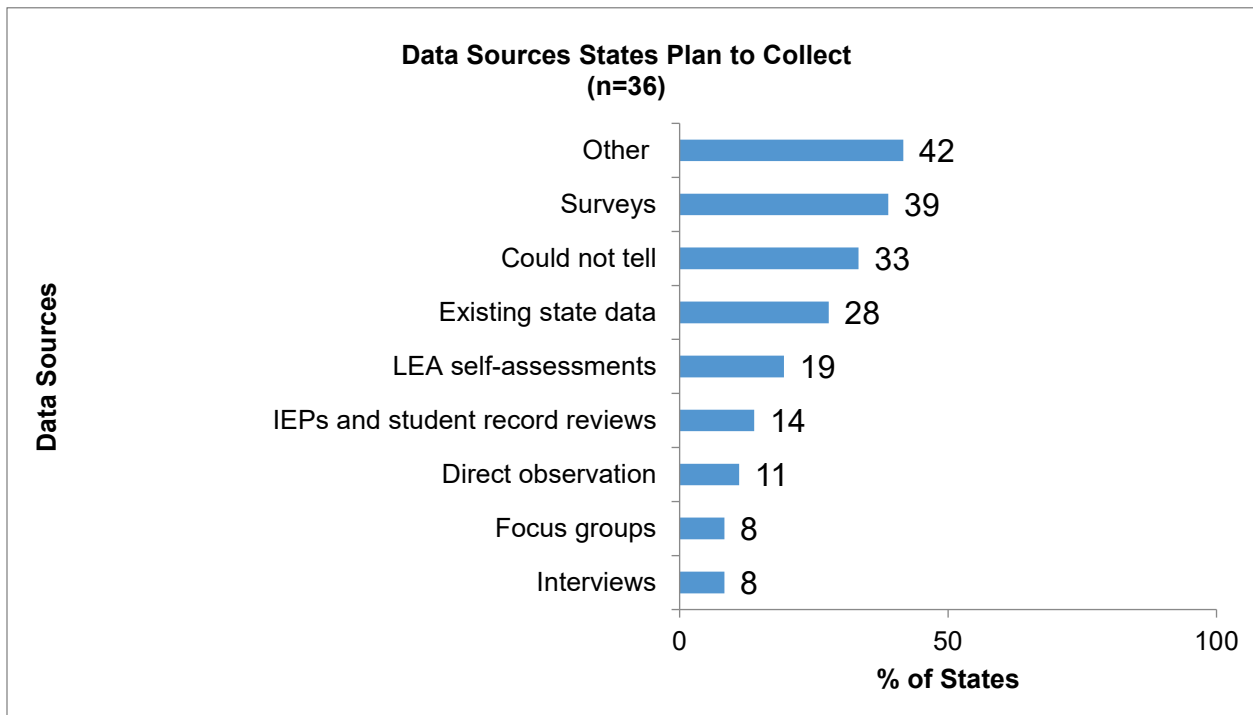 Data Sources States Plan to Collect
(n=36)
Data Sources
Other 42
Surveys 39
Could not tell 33
Existing state data 28
LEA self-assessments 19
IEPs and student record reviews 14
Direct observation 11
Focus groups 8
Interviews 8
0 50 100
% of States